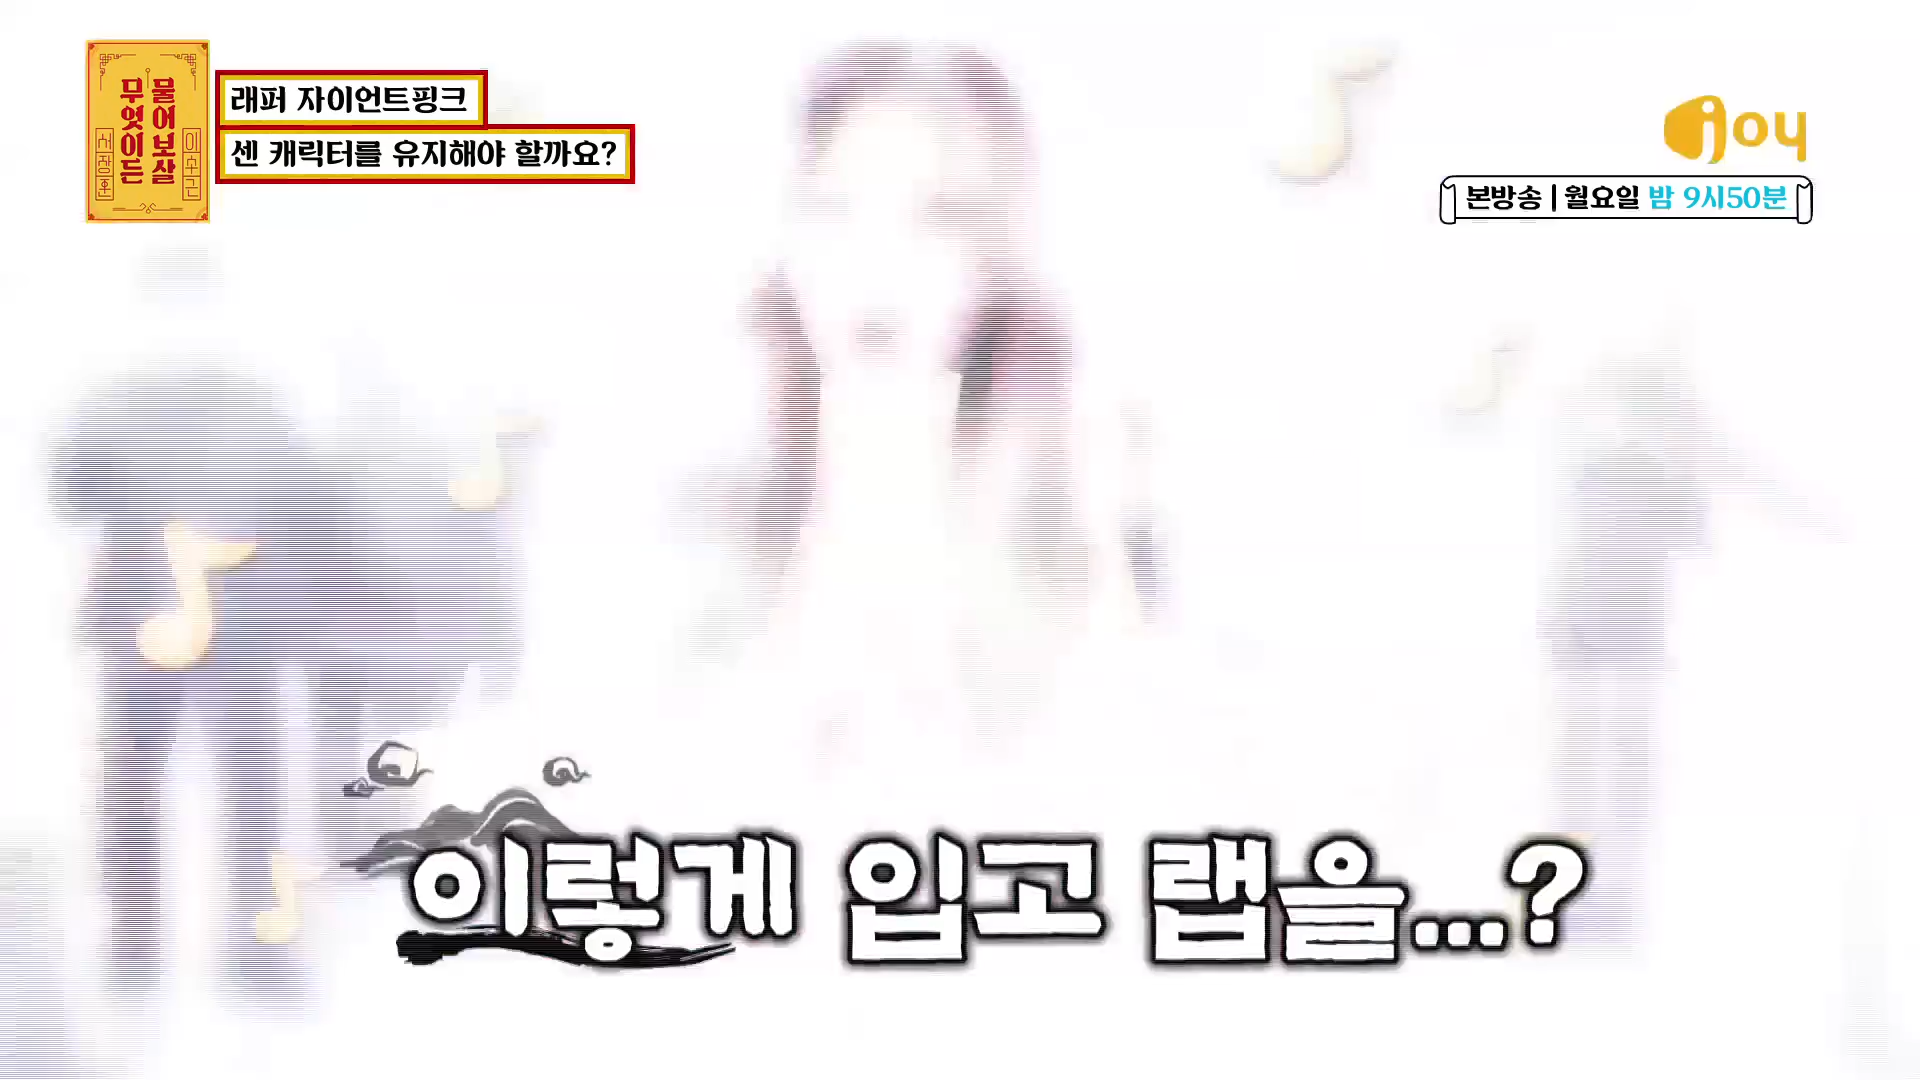 무엇이든
물어보살
서장훈
이수근
래퍼 자이언트핑크
센 캐릭터를 유지해야 할까요?
joy
본방송 | 월요일 밤 9시50분
이렇게 입고 랩을...?